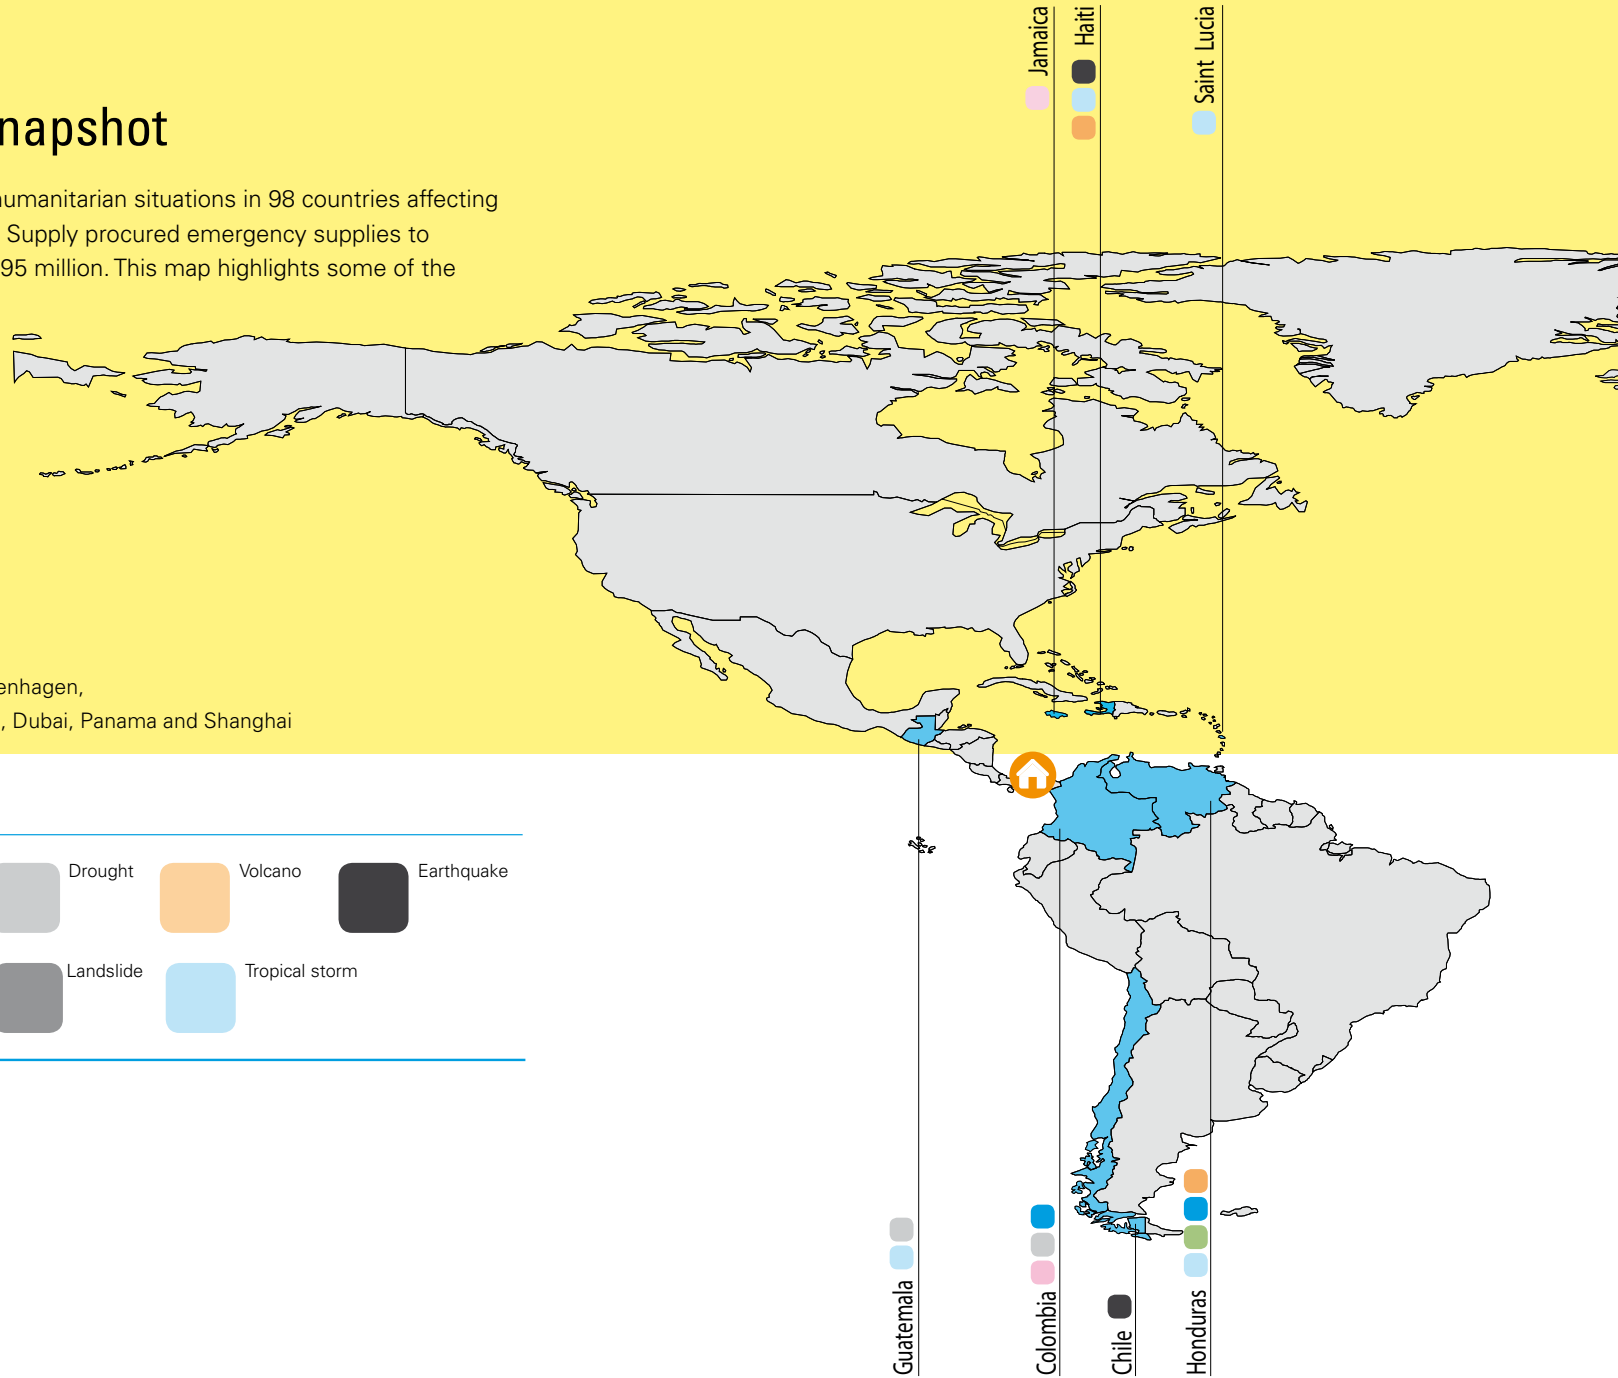 Jamaica
Haiti
Saint Lucia
napshot
humanitarian situations in 98 countries affecting
Supply procured emergency supplies to
95 million. This map highlights some of the
enhagen,
, Dubai, Panama and Shanghai
Drought
Volcano
Earthquake
Landslide
Tropical storm
Guatemala
Colombia
Chile
Honduras